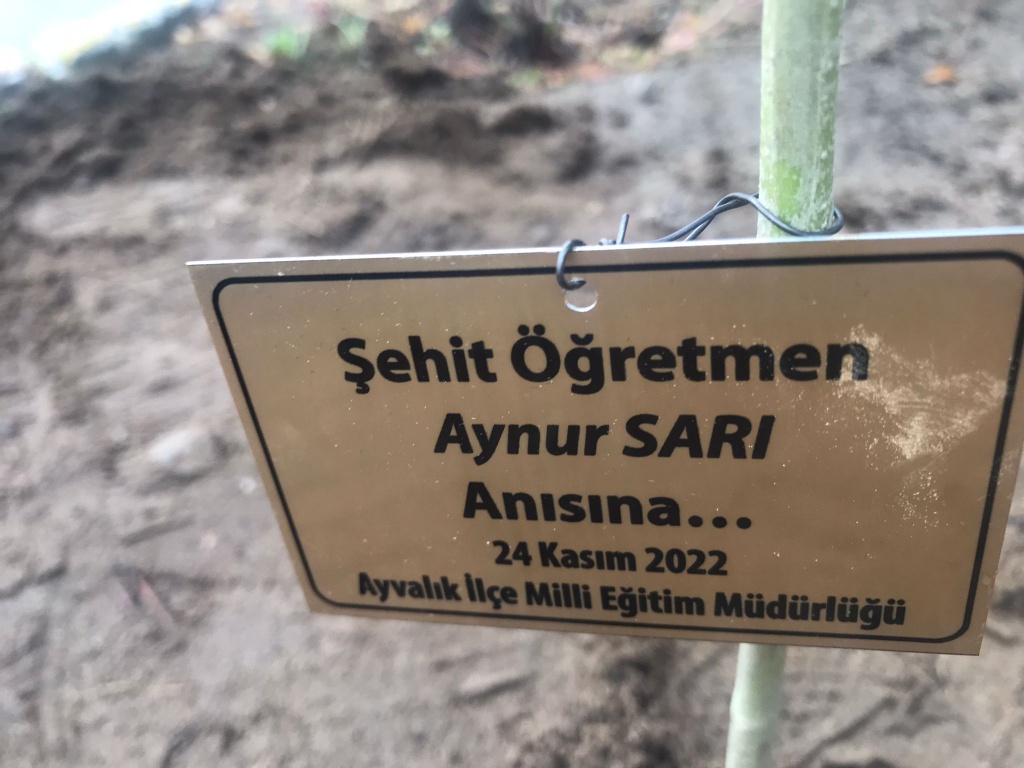 Şehit Öğretmen
Aynur SARI
Anısına...
24 Kasım 2022
Ayvalık İlçe Milli Eğitim Müdürlüğü